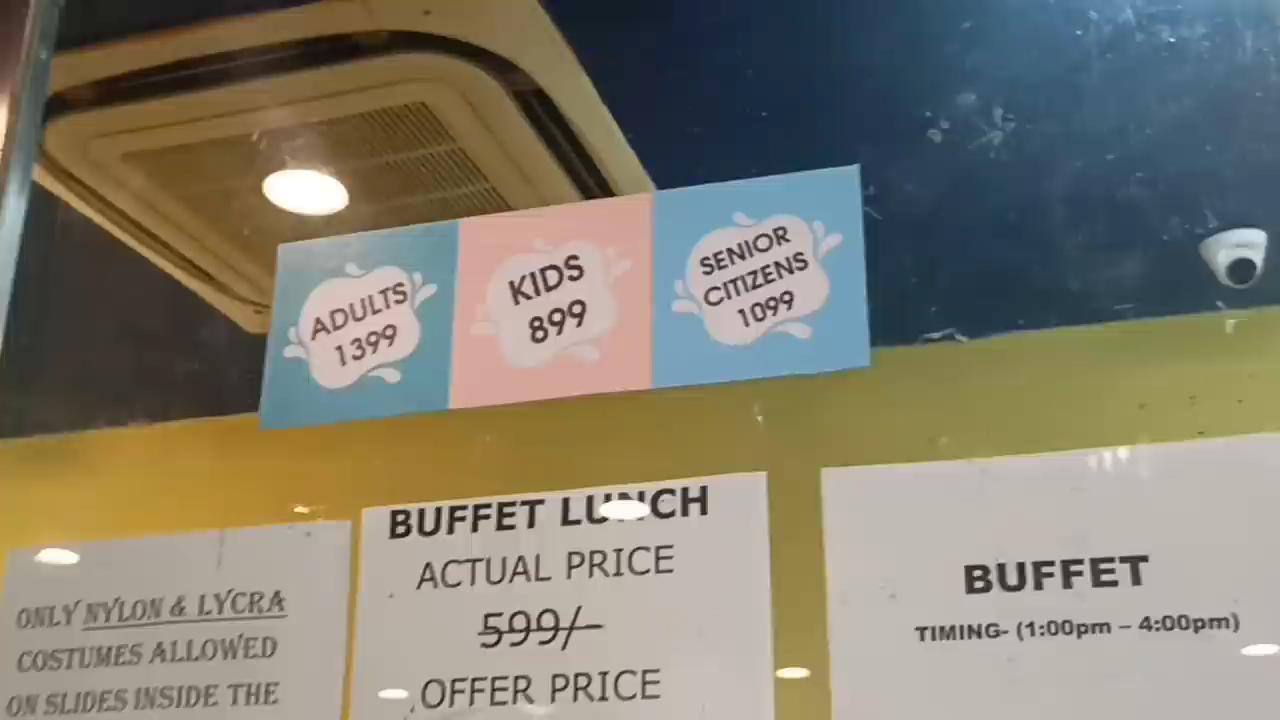 ADULTS
1399
KIDS
899
SENIOR
CITIZENS
1099
ONLY NYLON & LYCRA
COSTUMES ALLOWED
ON SLIDES INSIDE THE
BUFFET LUNCH
ACTUAL PRICE
599/-
OFFER PRICE
BUFFET
TIMING- (1:00pm – 4:00pm)